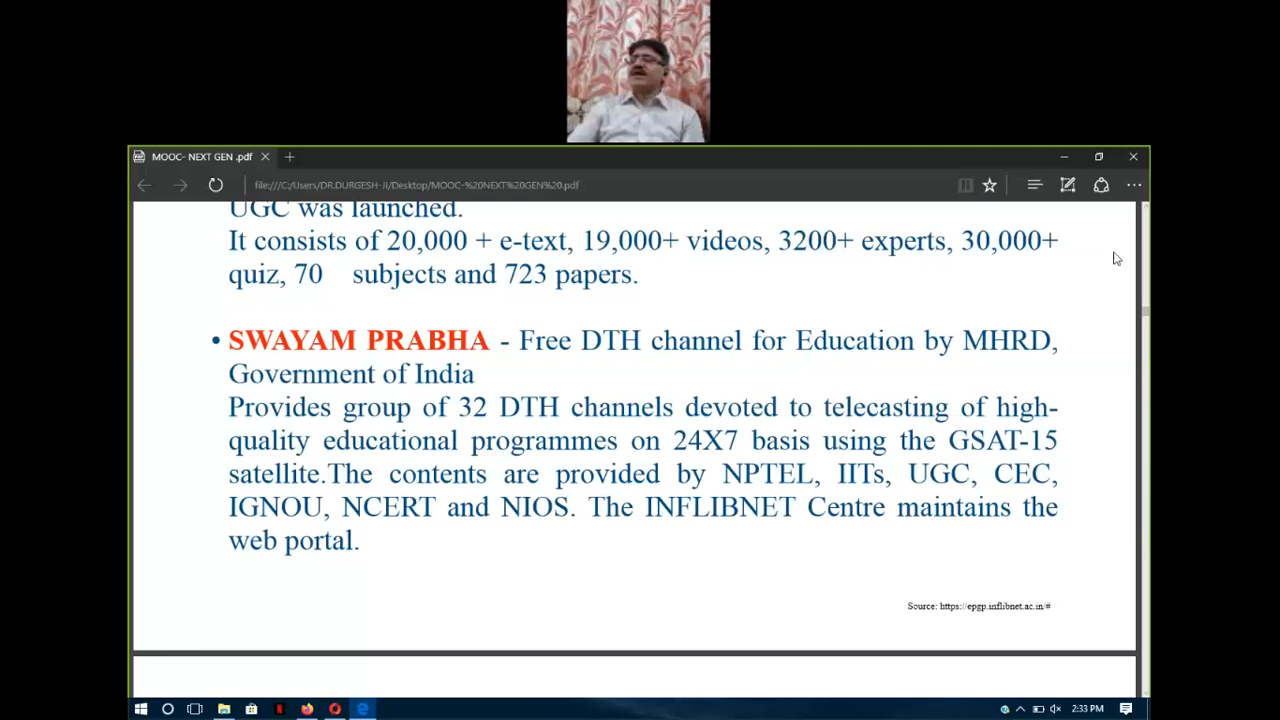 MOOC- NEXT GEN .pdf
file:///C:/Users/DR.DURGESH-JI/Desktop/MOOC-%20NEXT%20GEN%20.pdf
UGC was launched.
It consists of 20,000 + e-text, 19,000+ videos, 3200+ experts, 30,000+
quiz, 70 subjects and 723 papers.
• SWAYAM PRABHA - Free DTH channel for Education by MHRD,
Government of India
Provides group of 32 DTH channels devoted to telecasting of high-
quality educational programmes on 24X7 basis using the GSAT-15
satellite.The contents are provided by NPTEL, IITs, UGC, CEC,
IGNOU, NCERT and NIOS. The INFLIBNET Centre maintains the
web portal.
Source: https://epgp.inflibnet.ac.in/#
2:33 PM